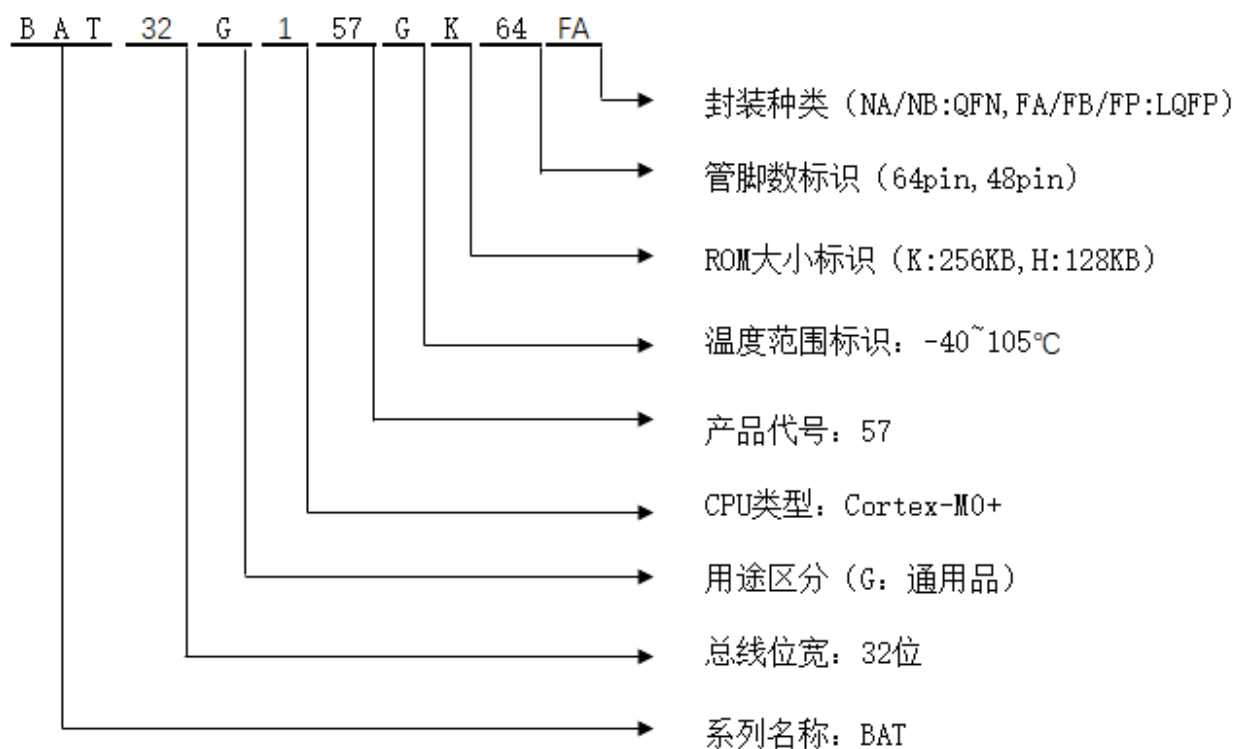 BAT 32 G 1 57 G K 64 FA
封装种类（NA/NB:QFN,FA/FB/FP:LQFP）
管脚数标识（64pin,48pin）
ROM大小标识（K:256KB,H:128KB）
温度范围标识：-40~105℃
产品代号：57
CPU类型：Cortex-M0+
用途区分（G：通用品）
总线位宽：32位
系列名称：BAT